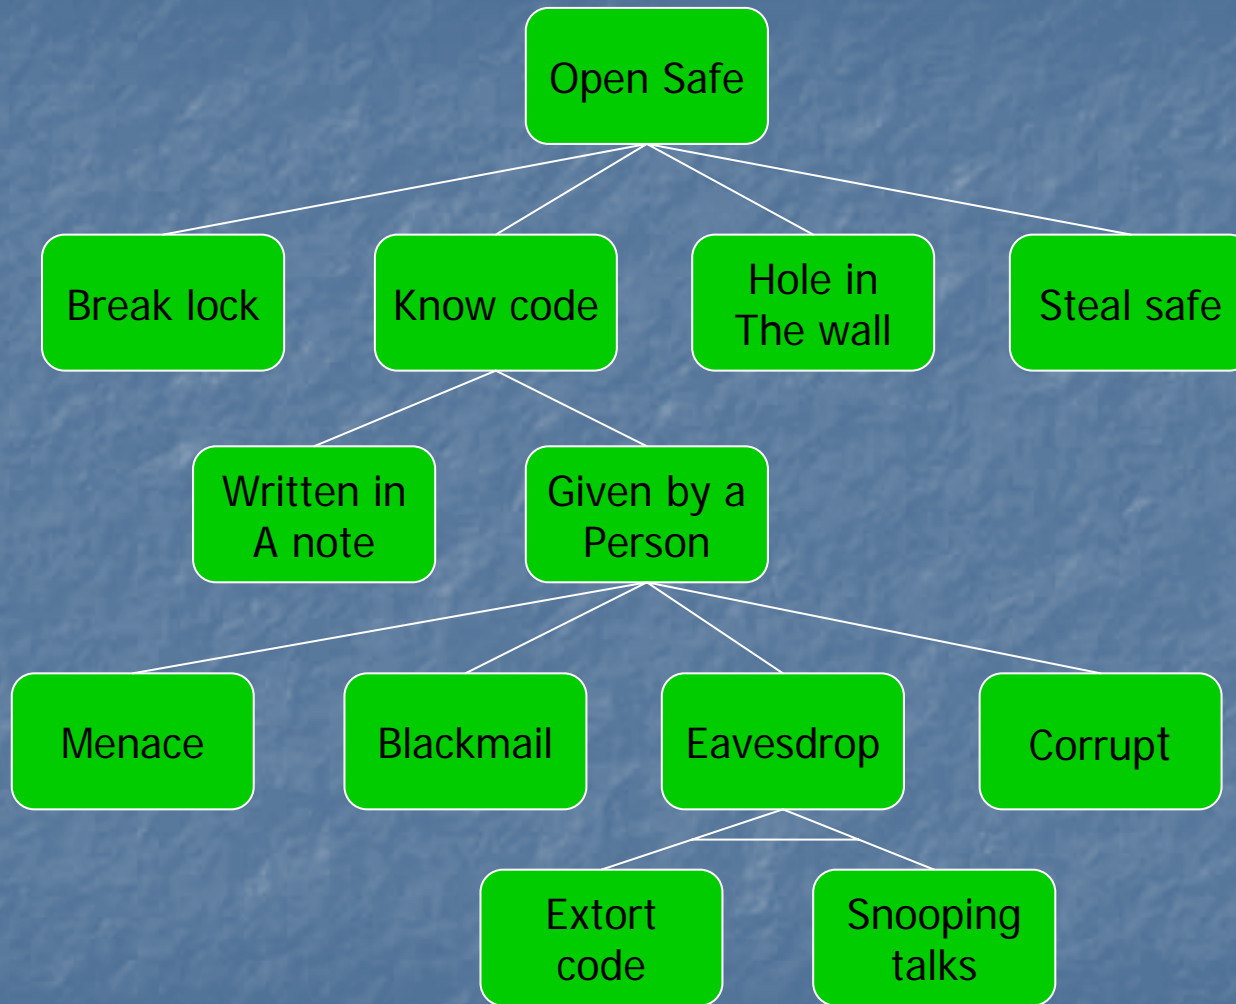 Open Safe
Break lock
Know code
Hole in
The wall
Steal safe
Written in
A note
Given by a
Person
Menace
Blackmail
Eavesdrop
Corrupt
Extort
code
Snooping
talks